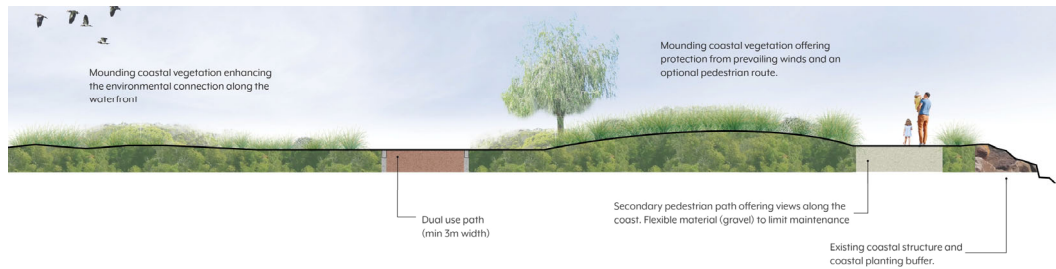 Mounding coastal vegetation enhancing
the environmental connection along the
waterfront
Mounding coastal vegetation offering
protection from prevailing winds and an
optional pedestrian route.
Dual use path
(min 3m width)
Secondary pedestrian path offering views along the
coast. Flexible material (gravel) to limit maintenance
Existing coastal structure and
coastal planting buffer.